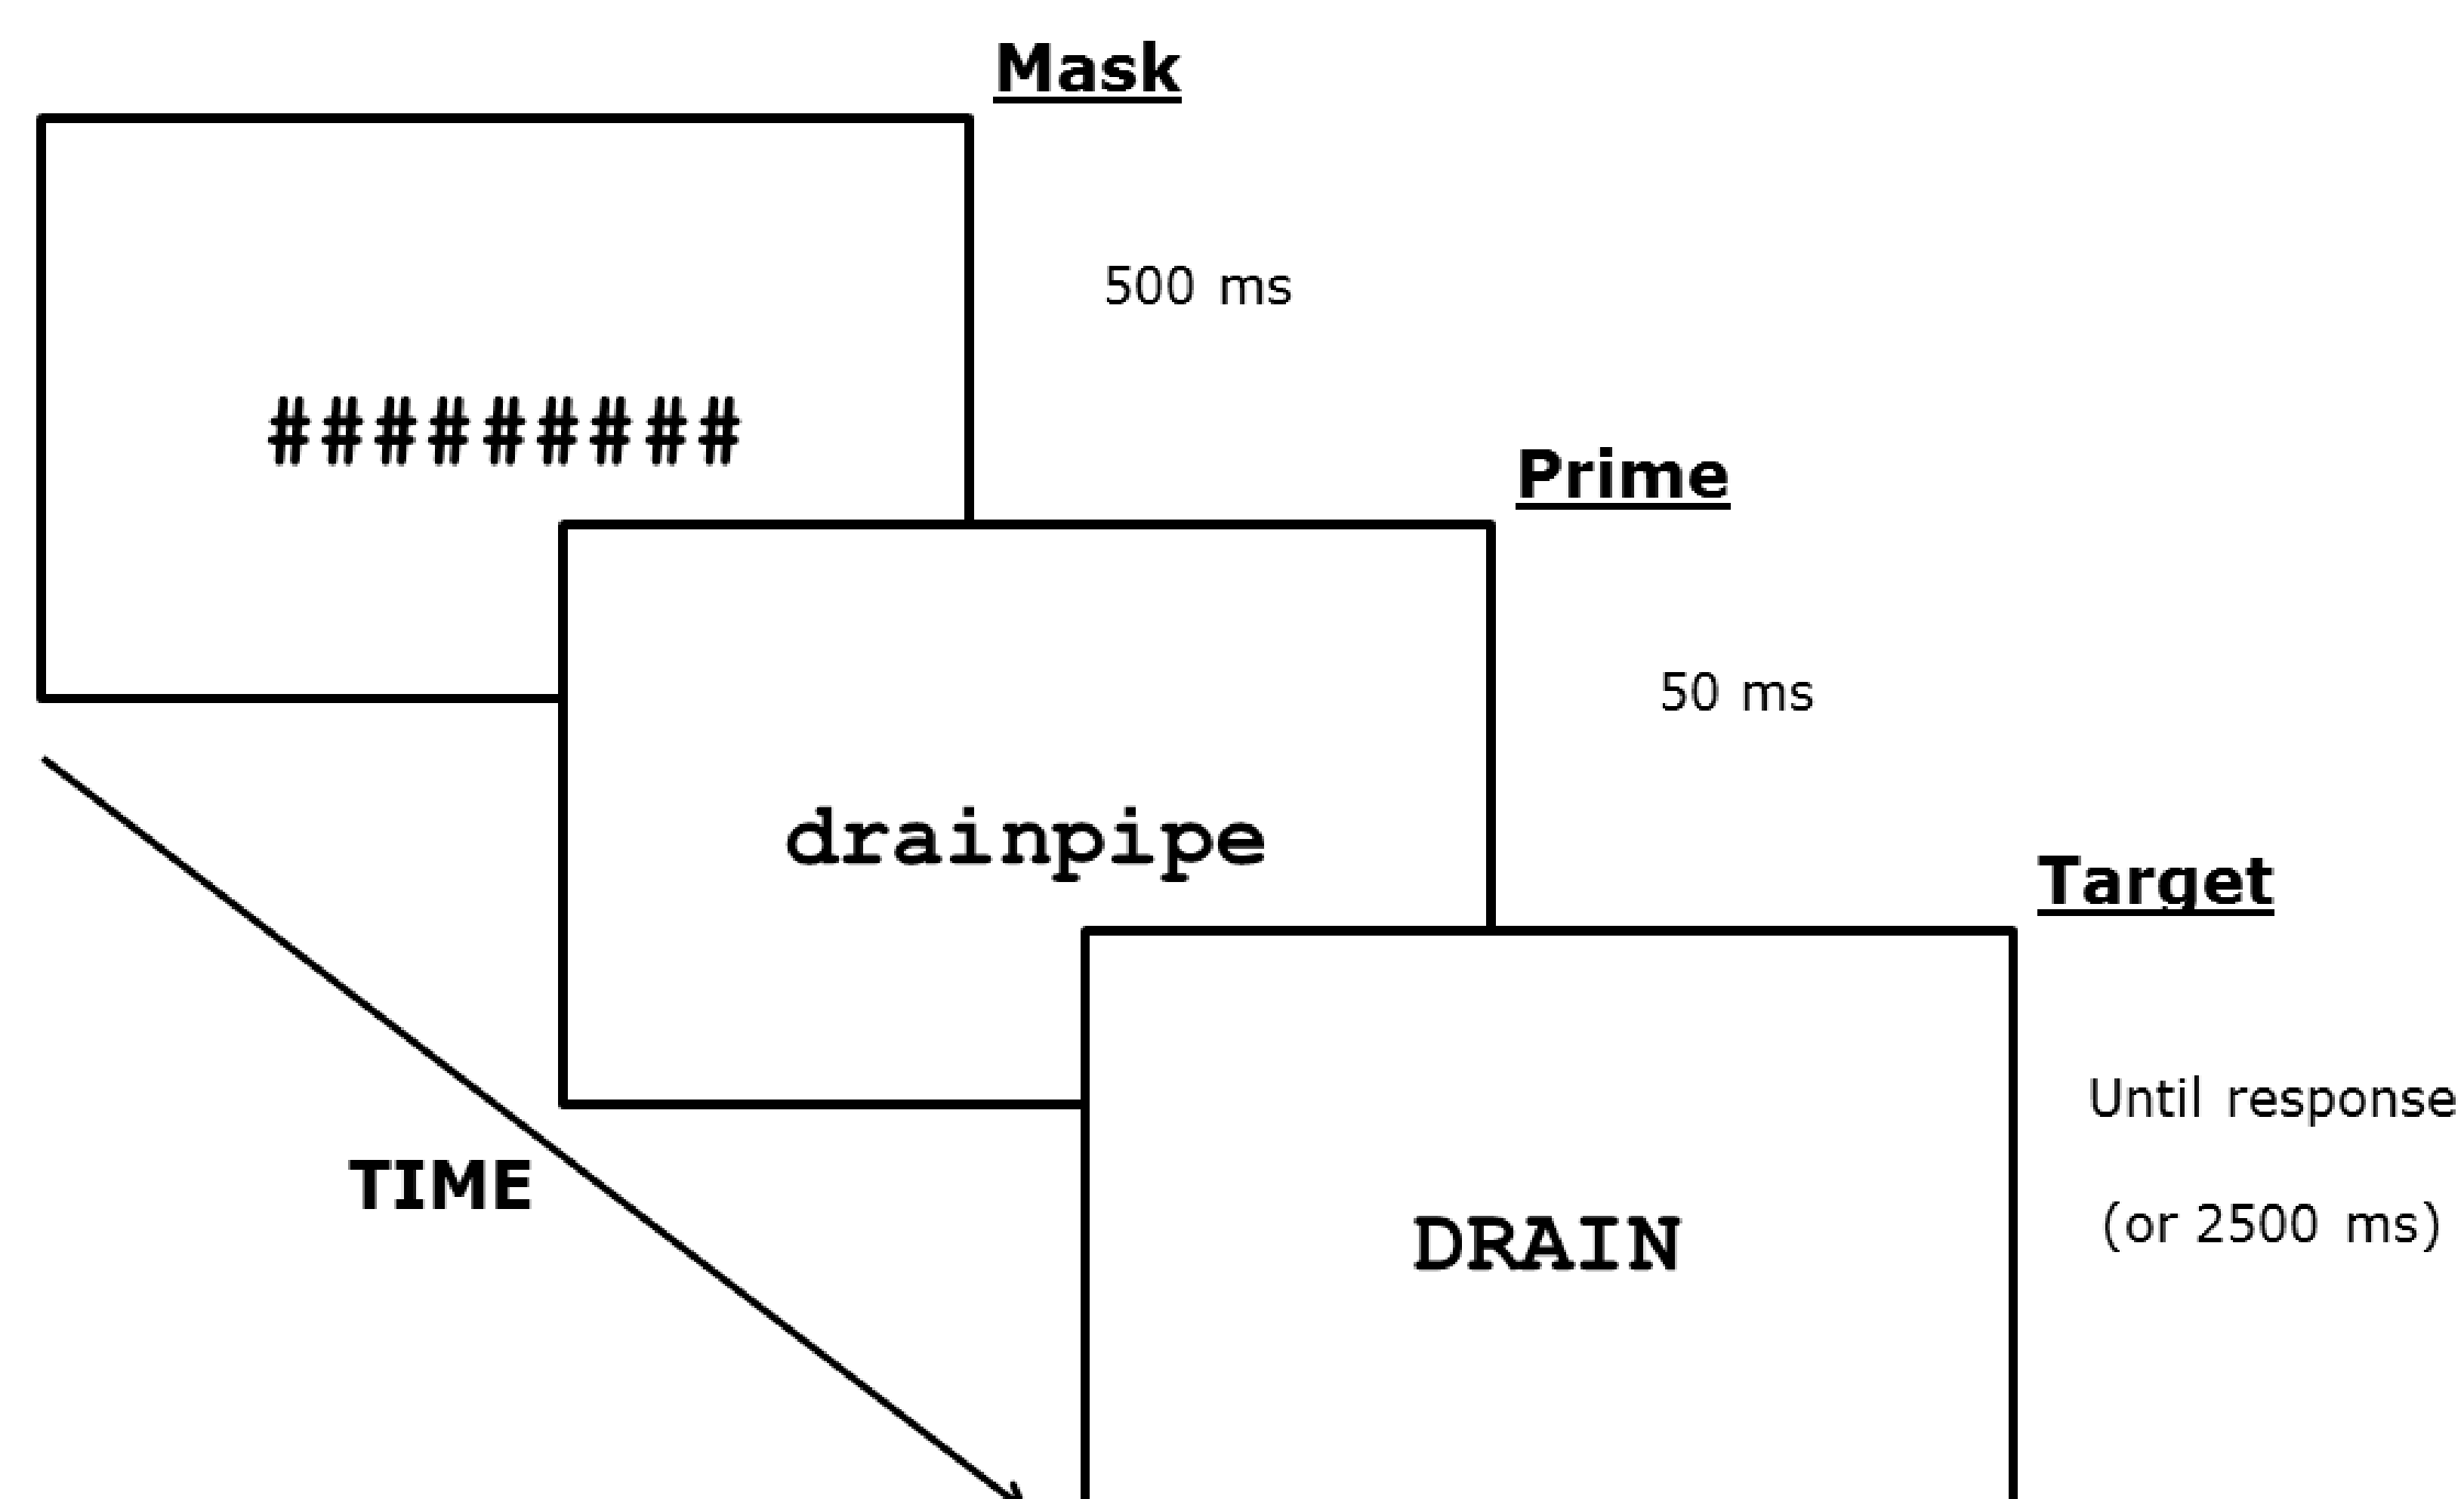 Mask
500 ms
#########
Prime
50 ms
drainpipe
Target
Until response
TIME
(or 2500 ms)
DRAIN